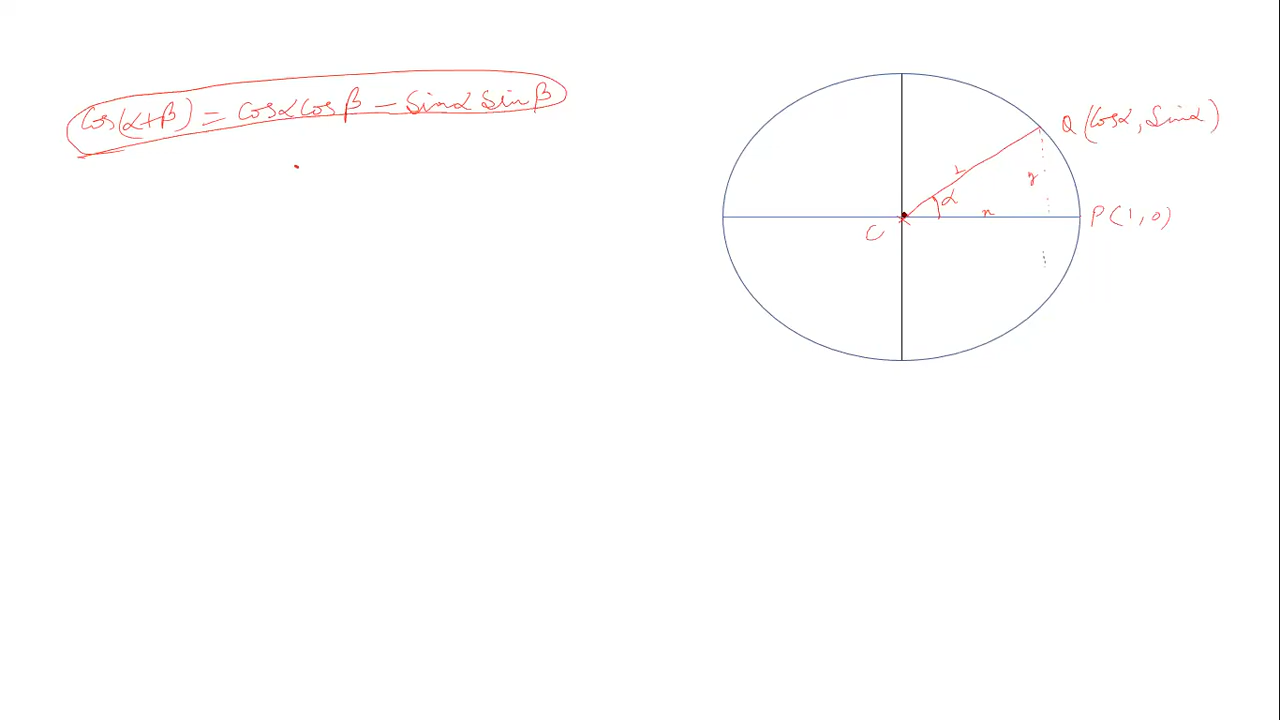 Cos(α+β) = Cosα Cosβ - Sinα Sinβ
Q (Cosα, Sinα)
1
y
α
x
P(1, 0)
C